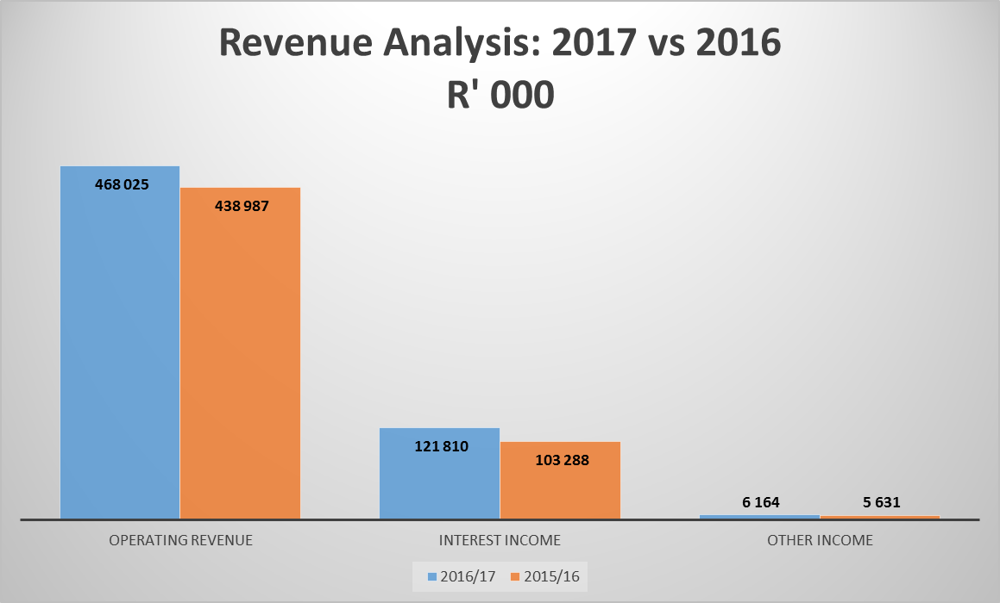 Revenue Analysis: 2017 vs 2016
R' 000
468 025
438 987
121 810
103 288
6 164
5 631
OPERATING REVENUE
INTEREST INCOME
OTHER INCOME
2016/17
2015/16